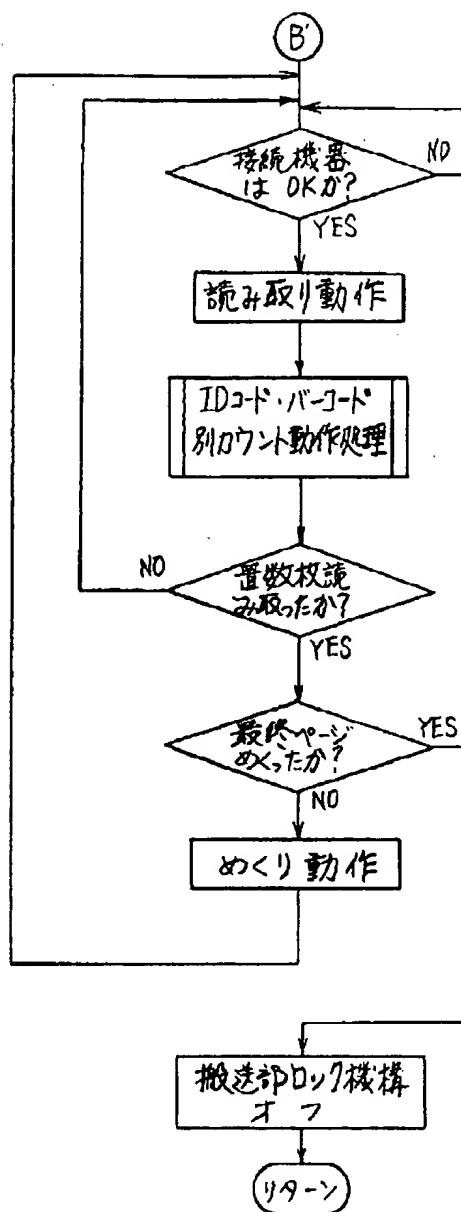 B'
接続機器
は OKか?
NO
YES
読み取り動作
IDコード・バーコード
別カウント動作処理
置数枚読
み取ったか?
NO
YES
最終ページ
めくったか?
YES
NO
めくり動作
搬送部ロック機構
オフ
リターン